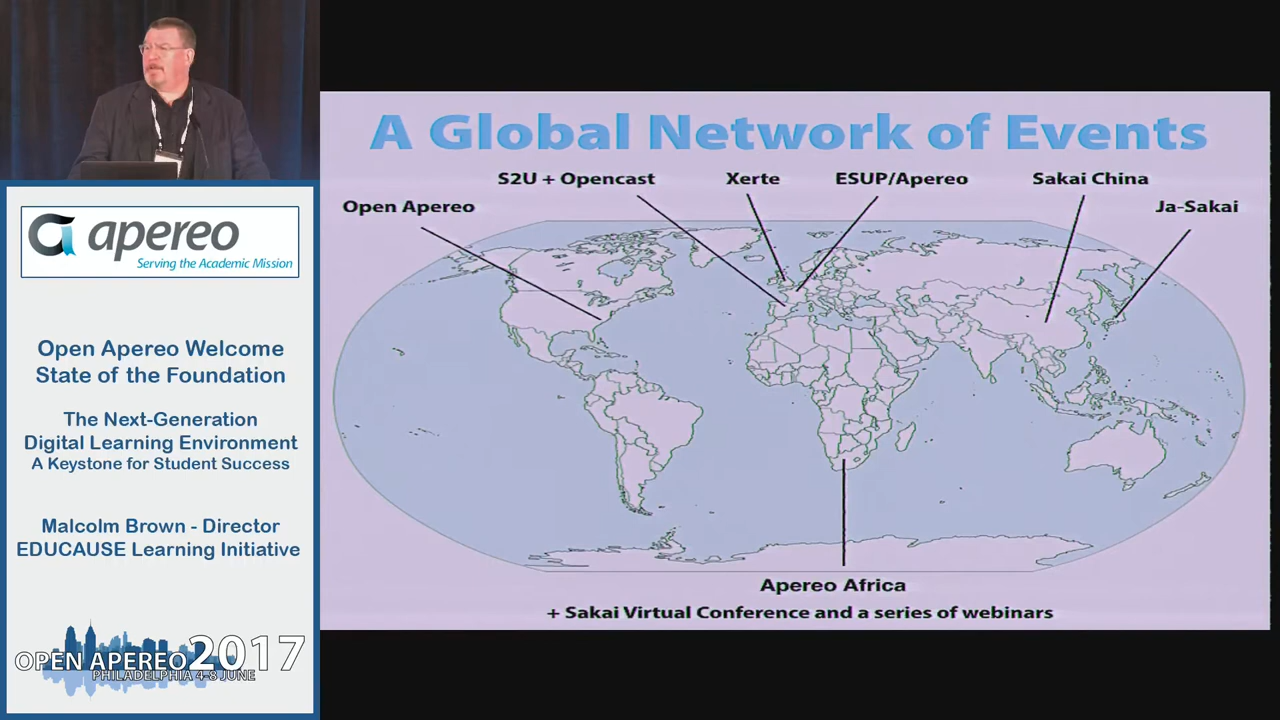 apereo
Serving the Academic Mission
Open Apereo Welcome
State of the Foundation
The Next-Generation
Digital Learning Environment
A Keystone for Student Success
Malcolm Brown - Director
EDUCAUSE Learning Initiative
OPEN APEREO 2017
PHILADELPHIA 4-8 JUNE
A Global Network of Events
S2U + Opencast
Xerte
ESUP/Apereo
Sakai China
Open Apereo
Ja-Sakai
Apereo Africa
+ Sakai Virtual Conference and a series of webinars